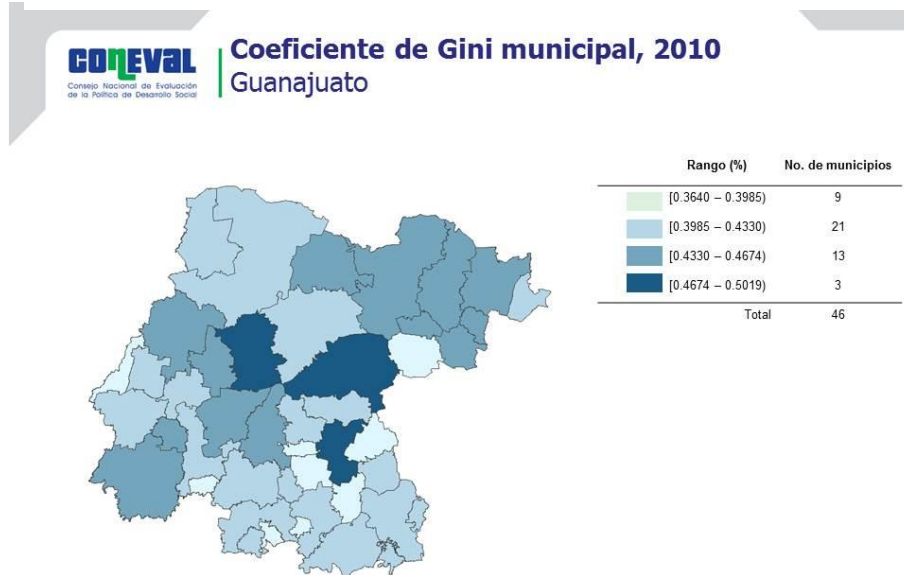 CONEVAL
Consejo Nacional de Evaluación
de la Política de Desarrollo Social
Coeficiente de Gini municipal, 2010
Guanajuato
Rango (%) No. de municipios
[0.3640 – 0.3985) 9
[0.3985 – 0.4330) 21
[0.4330 – 0.4674) 13
[0.4674 – 0.5019) 3
Total 46